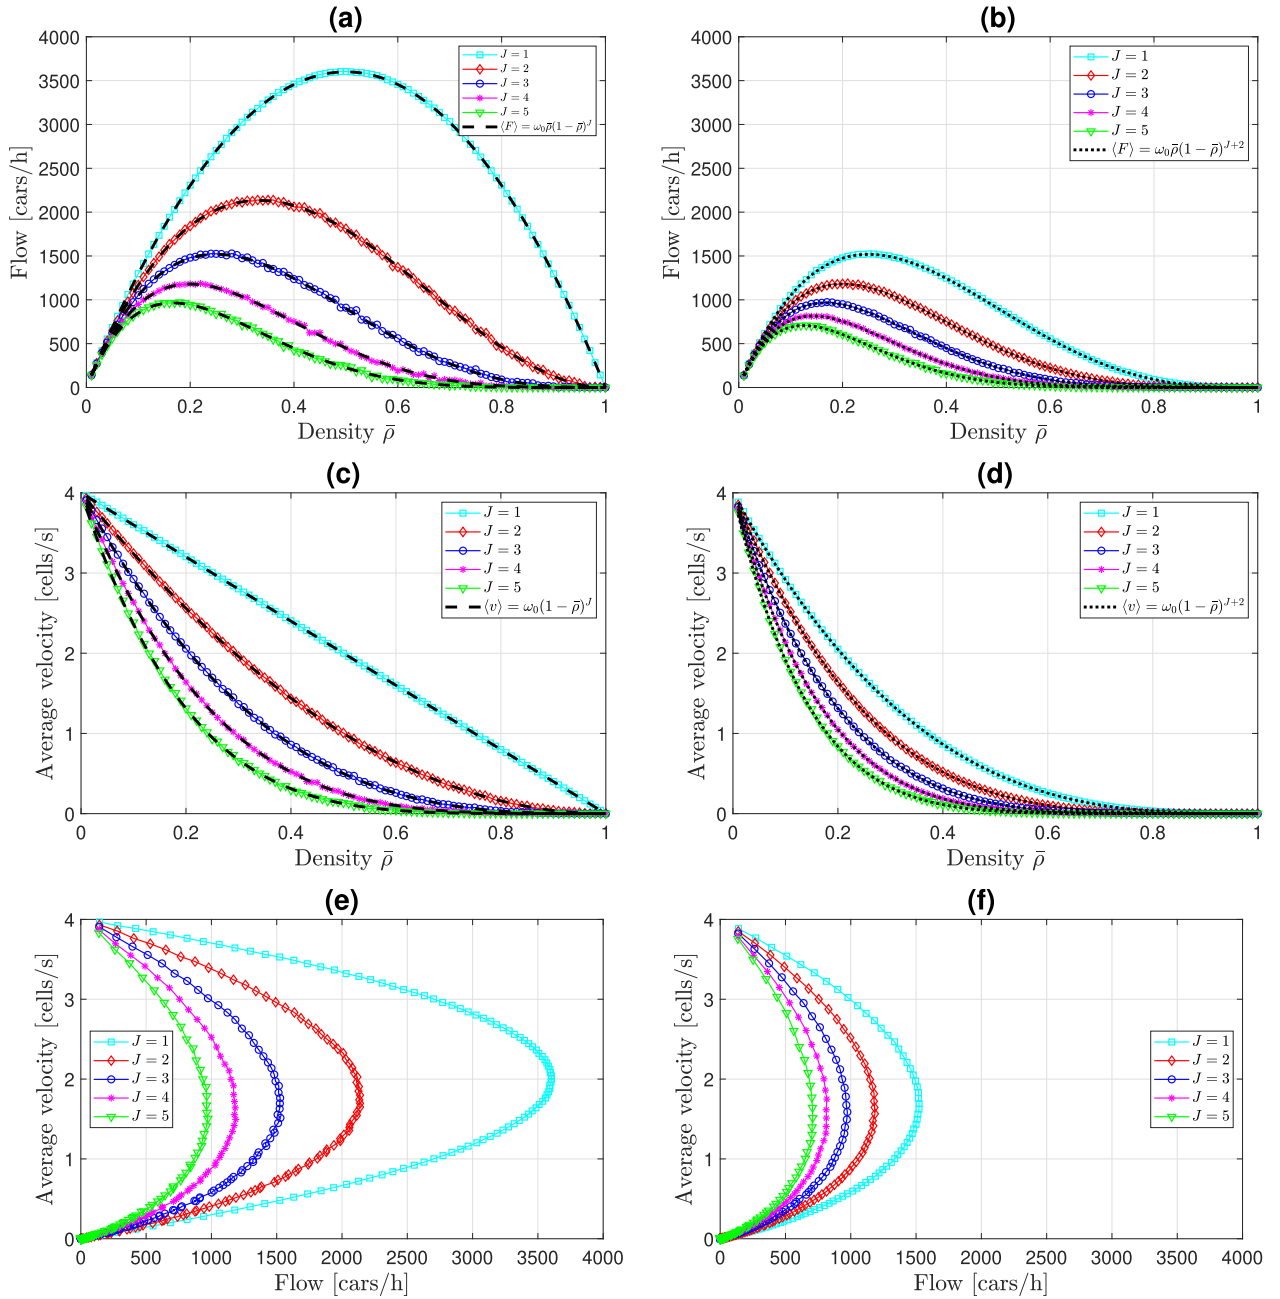 (a)
4000
3500
3000
2500
2000
1500
1000
500
0
Flow [cars/h]
0
0.2
0.4
0.6
0.8
1
Density ρ̄
J = 1
J = 2
J = 3
J = 4
J = 5
⟨F⟩ = ω₀ρ̄(1 − ρ̄)ᴶ
(b)
4000
3500
3000
2500
2000
1500
1000
500
0
Flow [cars/h]
0
0.2
0.4
0.6
0.8
1
Density ρ̄
J = 1
J = 2
J = 3
J = 4
J = 5
⟨F⟩ = ω₀ρ̄(1 − ρ̄)ᴶ⁺²
(c)
4
3
2
1
0
Average velocity [cells/s]
0
0.2
0.4
0.6
0.8
1
Density ρ̄
J = 1
J = 2
J = 3
J = 4
J = 5
⟨v⟩ = ω₀(1 − ρ̄)ᴶ
(d)
4
3
2
1
0
Average velocity [cells/s]
0
0.2
0.4
0.6
0.8
1
Density ρ̄
J = 1
J = 2
J = 3
J = 4
J = 5
⟨v⟩ = ω₀(1 − ρ̄)ᴶ⁺²
(e)
4
3
2
1
0
Average velocity [cells/s]
0
500
1000
1500
2000
2500
3000
3500
4000
Flow [cars/h]
J = 1
J = 2
J = 3
J = 4
J = 5
(f)
4
3
2
1
0
Average velocity [cells/s]
0
500
1000
1500
2000
2500
3000
3500
4000
Flow [cars/h]
J = 1
J = 2
J = 3
J = 4
J = 5